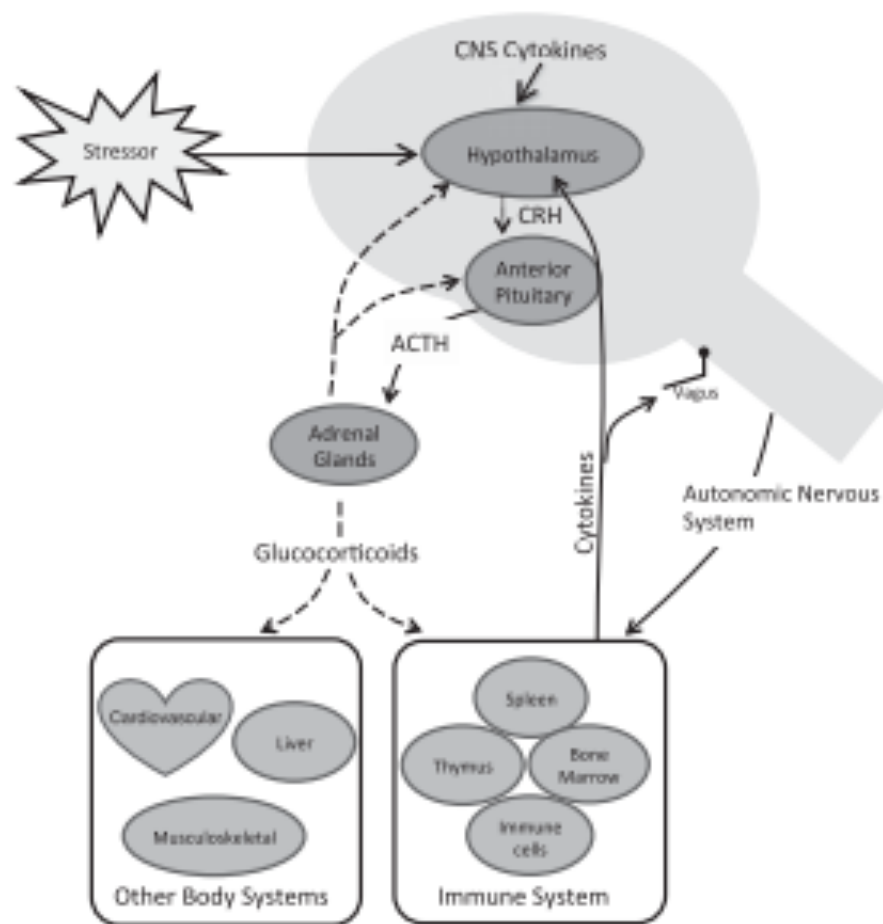 CNS Cytokines
Stressor
Hypothalamus
CRH
Anterior
Pituitary
ACTH
Vagus
Adrenal
Glands
Cytokines
Autonomic Nervous
System
Glucocorticoids
Cardiovascular
Liver
Musculoskeletal
Other Body Systems
Spleen
Thymus
Bone
Marrow
Immune
cells
Immune System